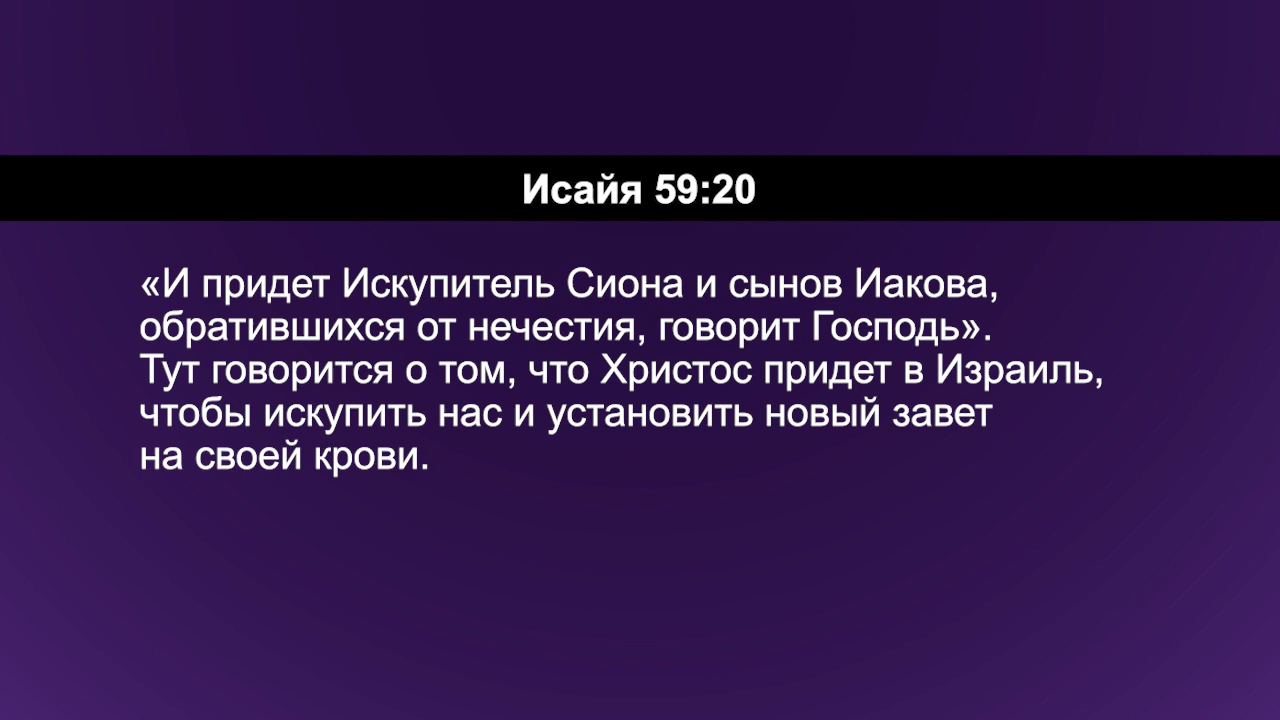 Исайя 59:20
«И придет Искупитель Сиона и сынов Иакова,
обратившихся от нечестия, говорит Господь».
Тут говорится о том, что Христос придет в Израиль,
чтобы искупить нас и установить новый завет
на своей крови.